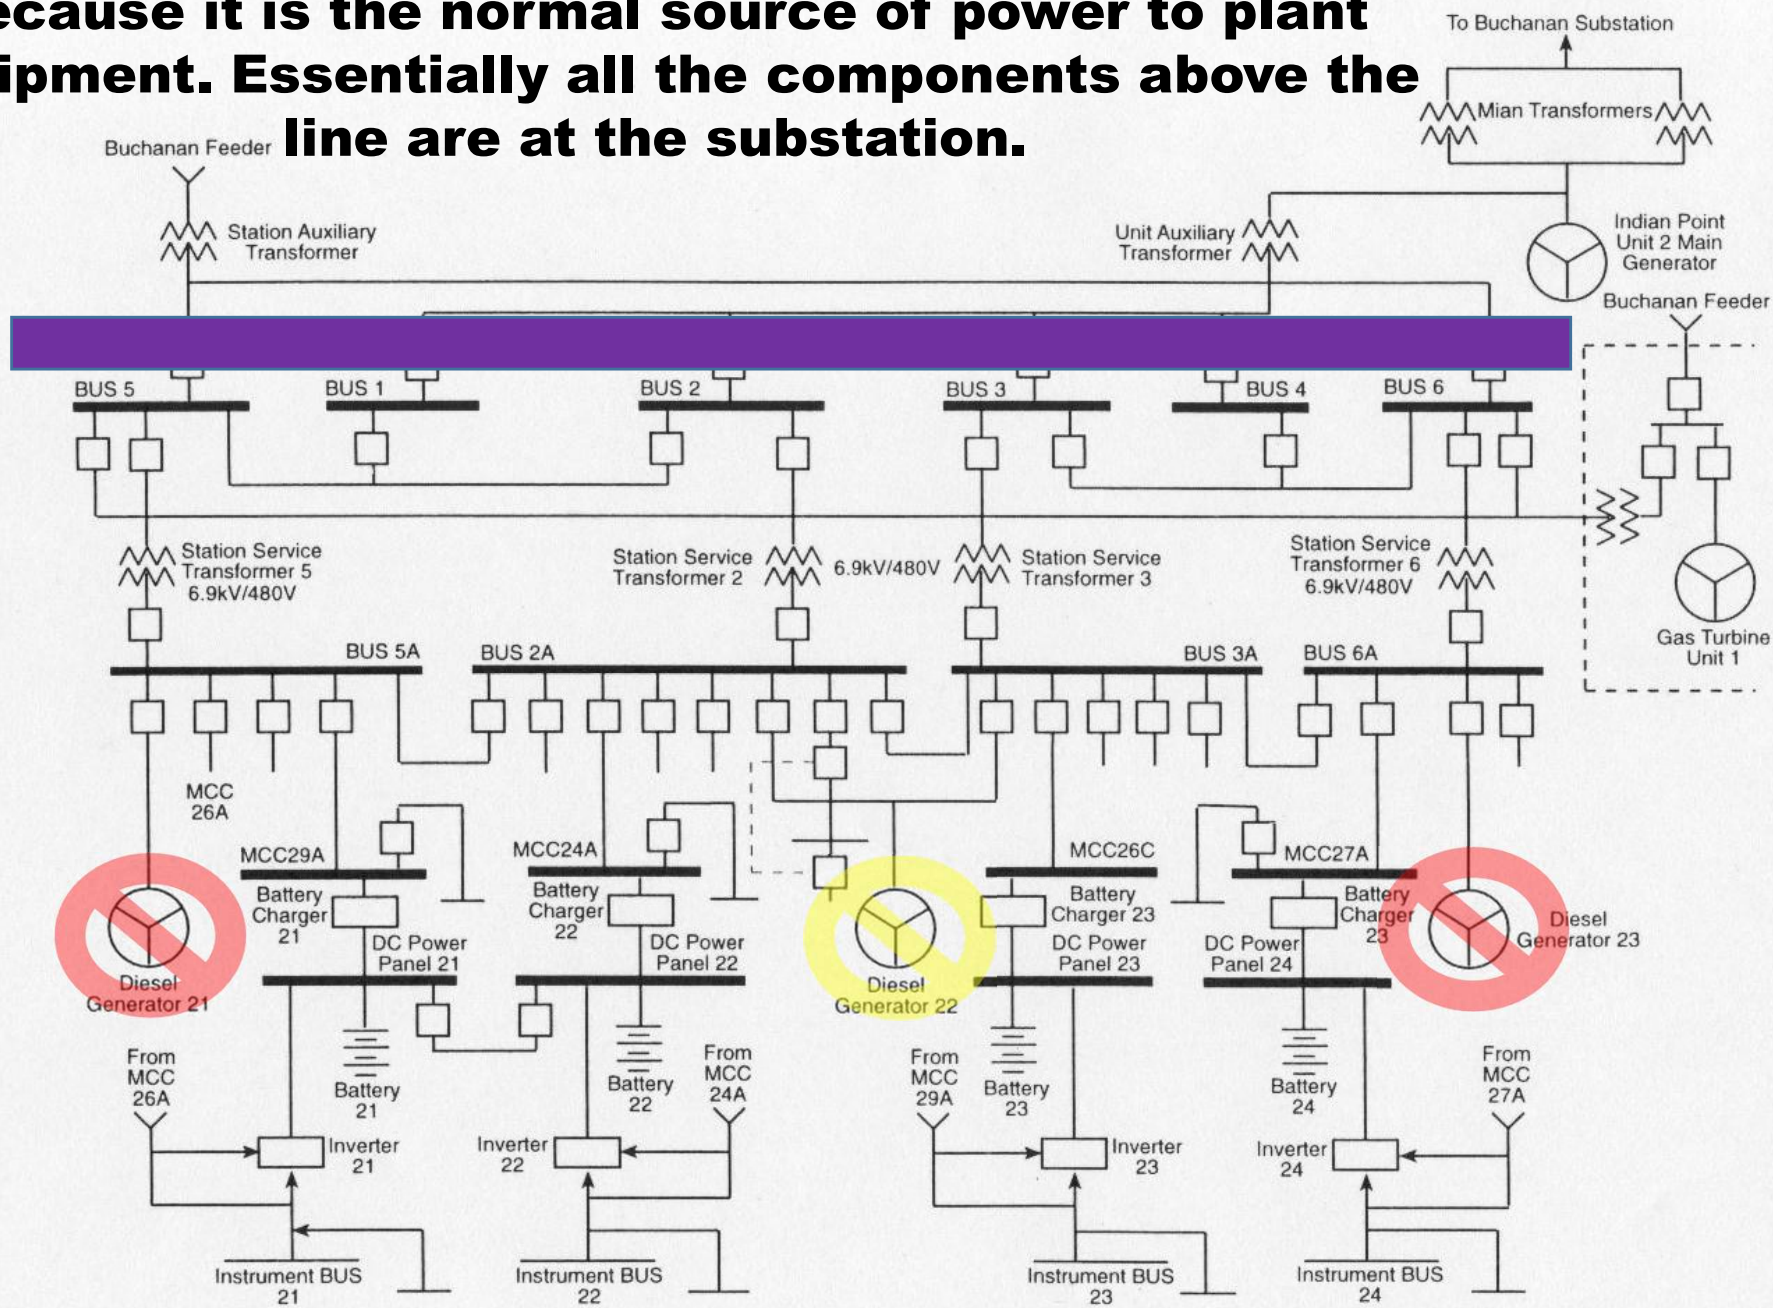 ecause it is the normal source of power to plant
ipment. Essentially all the components above the
line are at the substation.
To Buchanan Substation
Mian Transformers
Buchanan Feeder
Station Auxiliary
Transformer
Unit Auxiliary
Transformer
Indian Point
Unit 2 Main
Generator
Buchanan Feeder
BUS 5
BUS 1
BUS 2
BUS 3
BUS 4
BUS 6
Station Service
Transformer 5
6.9kV/480V
Station Service
Transformer 2
6.9kV/480V
Station Service
Transformer 3
Station Service
Transformer 6
6.9kV/480V
Gas Turbine
Unit 1
BUS 5A
BUS 2A
BUS 3A
BUS 6A
MCC
26A
MCC29A
MCC24A
MCC26C
MCC27A
Battery
Charger
21
Battery
Charger
22
Battery
Charger 23
Battery
Charger
23
DC Power
Panel 21
DC Power
Panel 22
DC Power
Panel 23
DC Power
Panel 24
Diesel
Generator 21
Diesel
Generator 22
Diesel
Generator 23
From
MCC
26A
Battery
21
Battery
22
From
MCC
24A
From
MCC
29A
Battery
23
Battery
24
From
MCC
27A
Inverter
21
Inverter
22
Inverter
23
Inverter
24
Instrument BUS
21
Instrument BUS
22
Instrument BUS
23
Instrument BUS
24